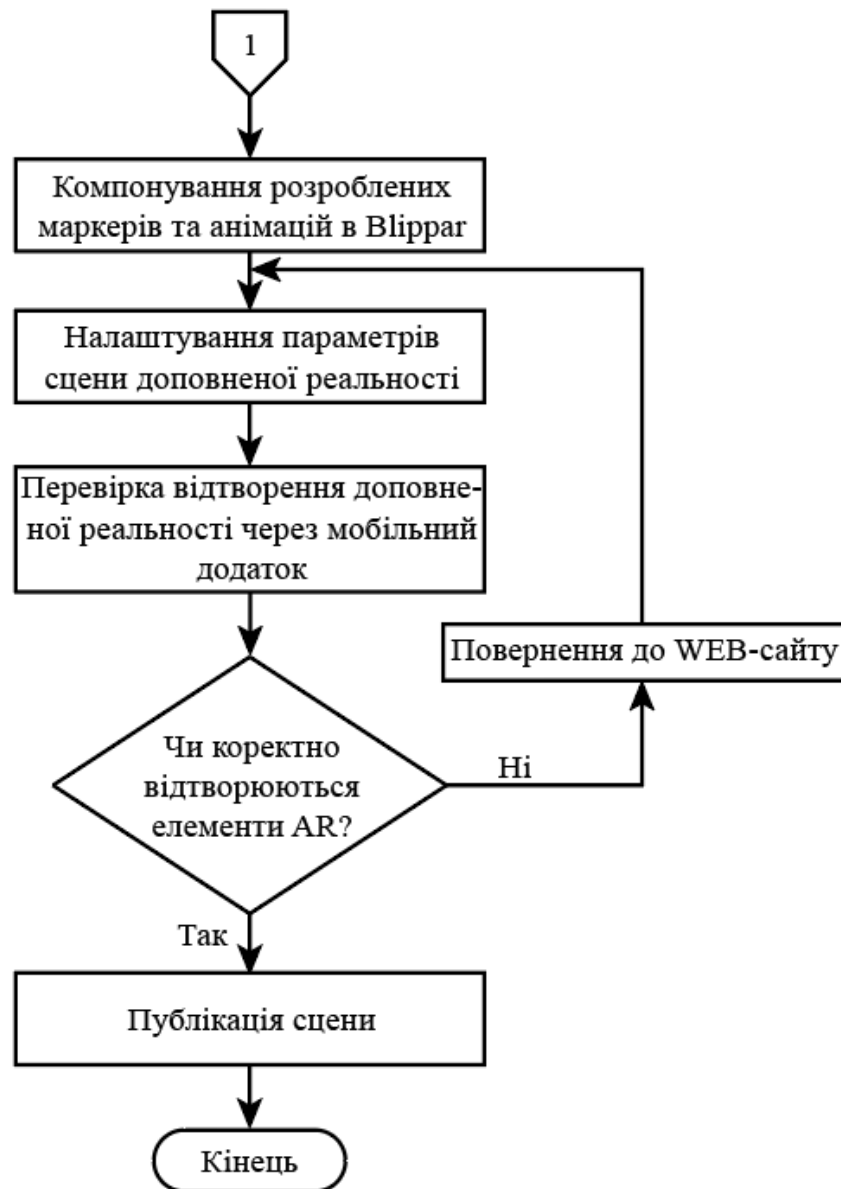 1
Компонування розроблених
маркерів та анімацій в Blippar
Налаштування параметрів
сцени доповненої реальності
Перевірка відтворення доповне-
ної реальності через мобільний
додаток
Повернення до WEB-сайту
Чи коректно
відтворюються
елементи AR?
Ні
Так
Публікація сцени
Кінець